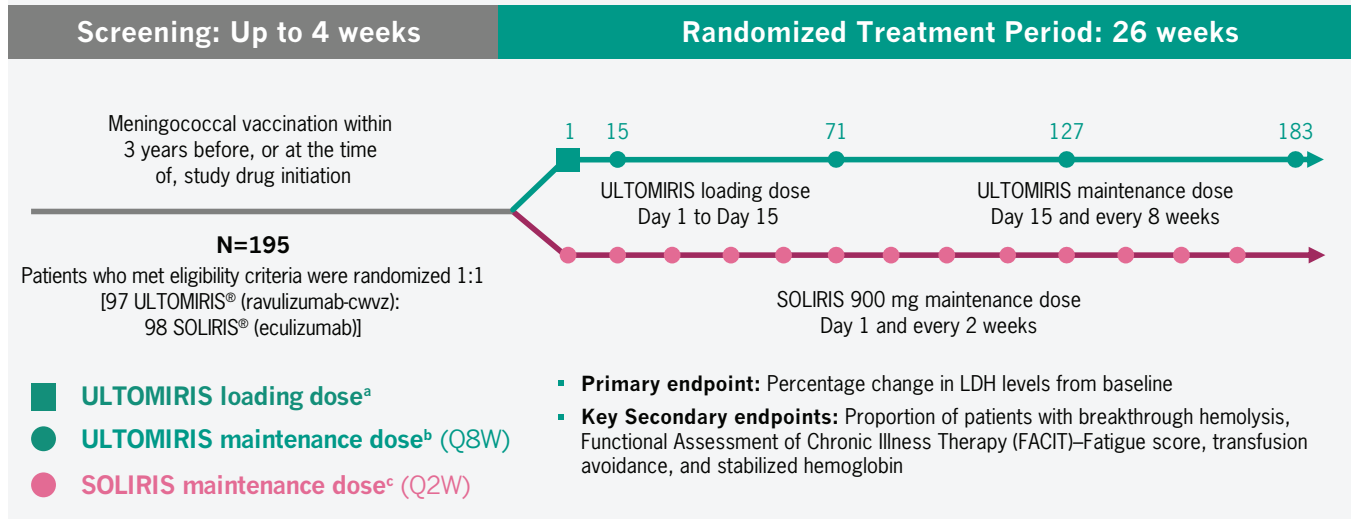 Screening: Up to 4 weeks
Randomized Treatment Period: 26 weeks
Meningococcal vaccination within
3 years before, or at the time
of, study drug initiation
N=195
Patients who met eligibility criteria were randomized 1:1
[97 ULTOMIRIS® (ravulizumab-cwvz):
98 SOLIRIS® (eculizumab)]
1 15 71 127 183
ULTOMIRIS loading dose
Day 1 to Day 15
ULTOMIRIS maintenance dose
Day 15 and every 8 weeks
SOLIRIS 900 mg maintenance dose
Day 1 and every 2 weeks
ULTOMIRIS loading doseᵃ
ULTOMIRIS maintenance doseᵇ (Q8W)
SOLIRIS maintenance doseᶜ (Q2W)
▪ Primary endpoint: Percentage change in LDH levels from baseline
▪ Key Secondary endpoints: Proportion of patients with breakthrough hemolysis,
Functional Assessment of Chronic Illness Therapy (FACIT)–Fatigue score, transfusion
avoidance, and stabilized hemoglobin